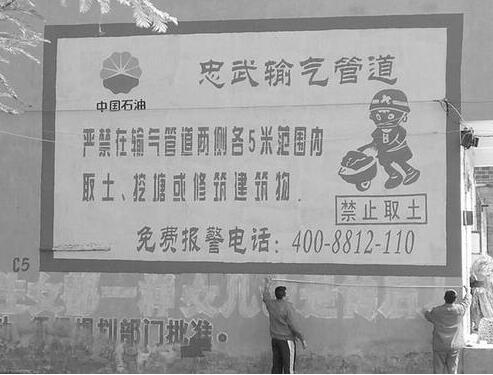 忠武输气管道
中国石油
严禁在输气管道两侧各5米范围内
取土、挖塘或修筑建筑物.
禁止取土
免费报警电话：400-8812-110
C5
部门批准·